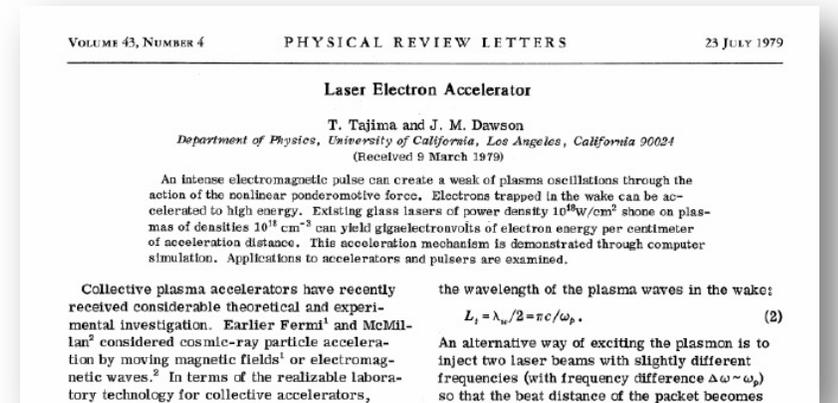 VOLUME 43, NUMBER 4
PHYSICAL REVIEW LETTERS
23 JULY 1979
Laser Electron Accelerator
T. Tajima and J. M. Dawson
Department of Physics, University of California, Los Angeles, California 90024
(Received 9 March 1979)
An intense electromagnetic pulse can create a weak of plasma oscillations through the
action of the nonlinear ponderomotive force. Electrons trapped in the wake can be ac-
celerated to high energy. Existing glass lasers of power density 10¹⁸W/cm² shone on plas-
mas of densities 10¹⁸ cm⁻³ can yield gigaelectronvolts of electron energy per centimeter
of acceleration distance. This acceleration mechanism is demonstrated through computer
simulation. Applications to accelerators and pulsers are examined.
Collective plasma accelerators have recently
received considerable theoretical and experi-
mental investigation. Earlier Fermi¹ and McMil-
lan² considered cosmic-ray particle accelera-
tion by moving magnetic fields¹ or electromag-
netic waves.² In terms of the realizable labora-
tory technology for collective accelerators,
the wavelength of the plasma waves in the wake:
Lₜ = λw/2 = πc/ωₚ. (2)
An alternative way of exciting the plasmon is to
inject two laser beams with slightly different
frequencies (with frequency difference Δω ~ ωₚ)
so that the beat distance of the packet becomes